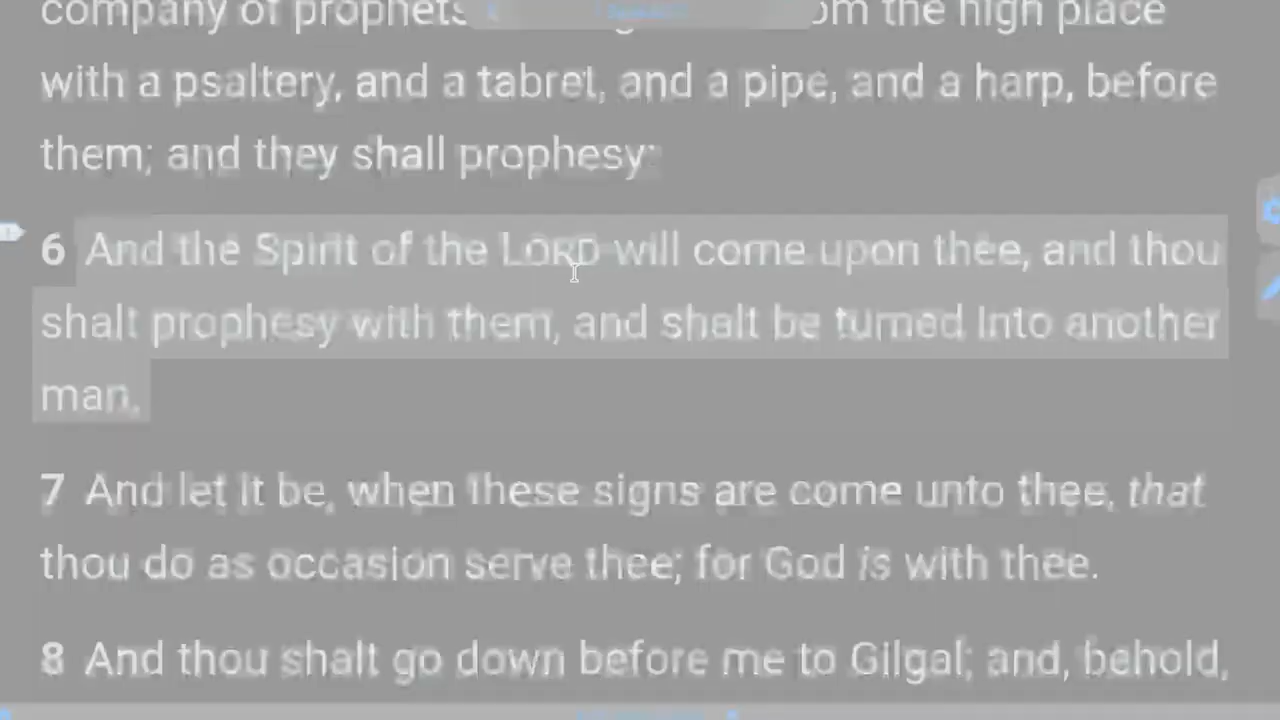 company of prophets om the high place
with a psaltery, and a tabret, and a pipe, and a harp, before
them; and they shall prophesy:
6 And the Spirit of the LORD will come upon thee, and thou
shalt prophesy with them, and shalt be turned into another
man.
7 And let it be, when these signs are come unto thee, that
thou do as occasion serve thee; for God is with thee.
8 And thou shalt go down before me to Gilgal; and, behold,